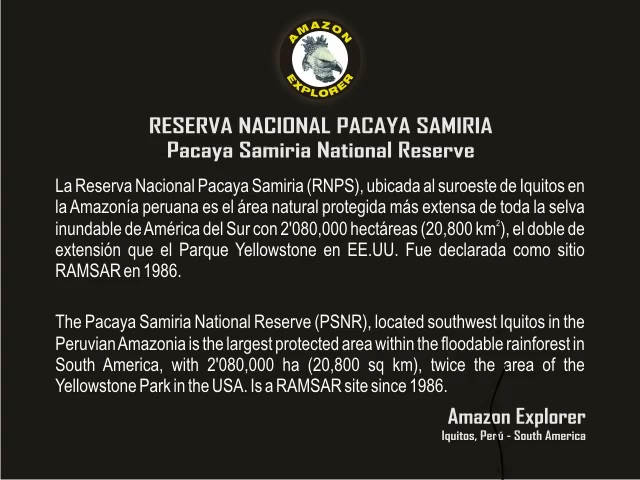 AMAZON
EXPLORER
RESERVA NACIONAL PACAYA SAMIRIA
Pacaya Samiria National Reserve
La Reserva Nacional Pacaya Samiria (RNPS), ubicada al suroeste de Iquitos en
la Amazonía peruana es el área natural protegida más extensa de toda la selva
inundable de América del Sur con 2'080,000 hectáreas (20,800 km²), el doble de
extensión que el Parque Yellowstone en EE.UU. Fue declarada como sitio
RAMSAR en 1986.
The Pacaya Samiria National Reserve (PSNR), located southwest Iquitos in the
Peruvian Amazonia is the largest protected area within the floodable rainforest in
South America, with 2'080,000 ha (20,800 sq km), twice the area of the
Yellowstone Park in the USA. Is a RAMSAR site since 1986.
Amazon Explorer
Iquitos, Perú - South America